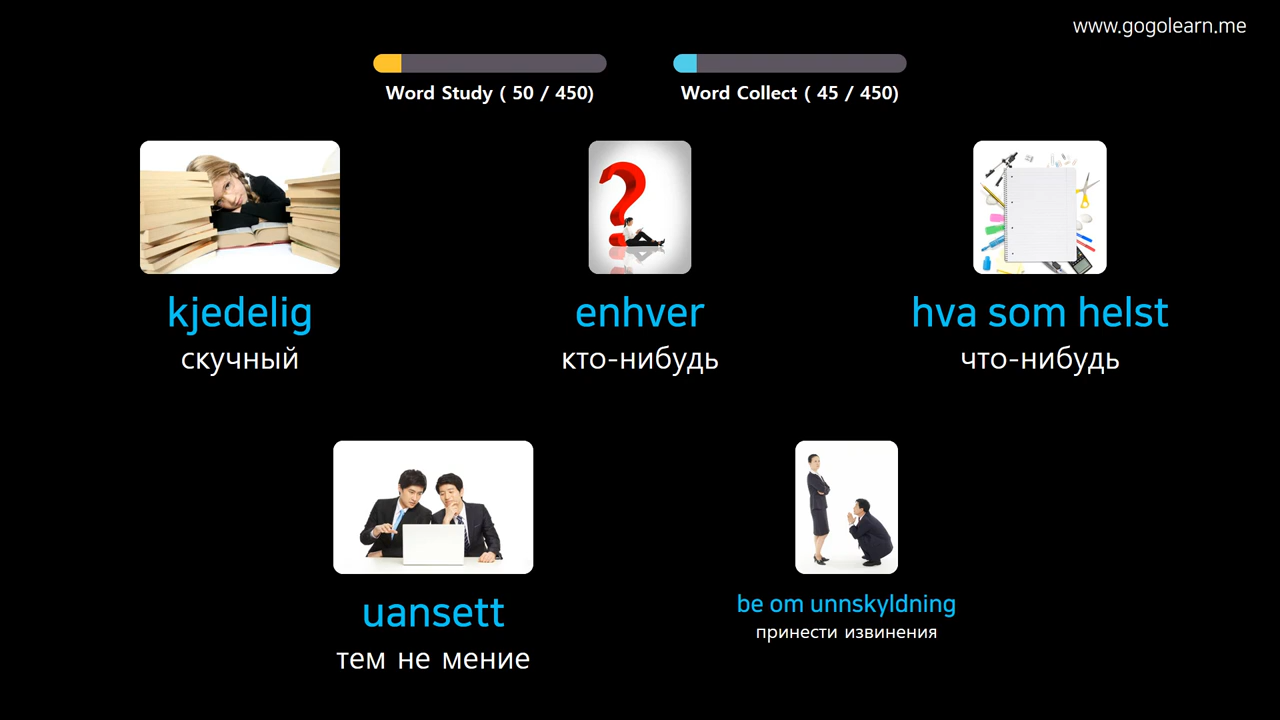 www.gogolearn.me
Word Study ( 50 / 450)
Word Collect ( 45 / 450)
kjedelig
скучный
enhver
кто-нибудь
hva som helst
что-нибудь
uansett
тем не мение
be om unnskyldning
принести извинения